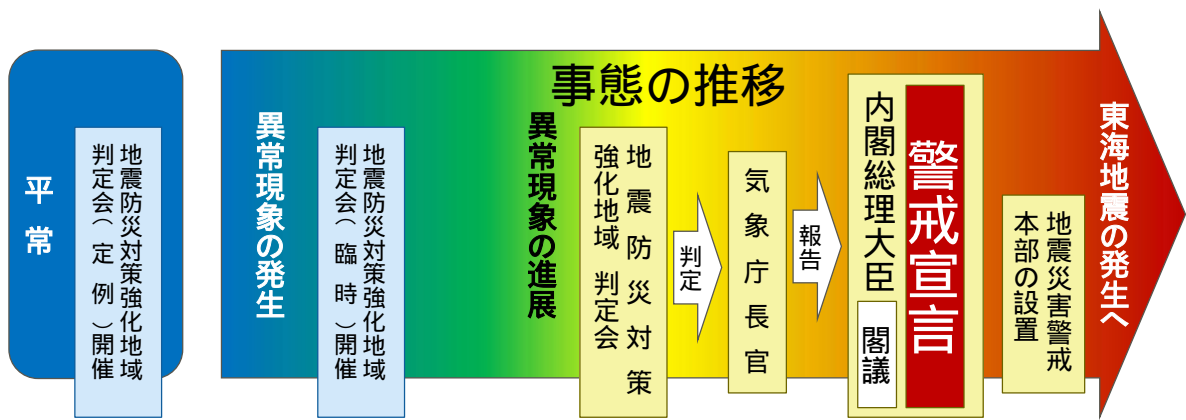 事態の推移
平常
地震防災対策強化地域
判定会（定例）開催
異常現象の発生
地震防災対策強化地域
判定会（臨時）開催
異常現象の進展
地震防災対策
強化地域 判定会
判定
気象庁長官
報告
内閣総理大臣
閣議
警戒宣言
地震災害警戒
本部の設置
東海地震の発生へ